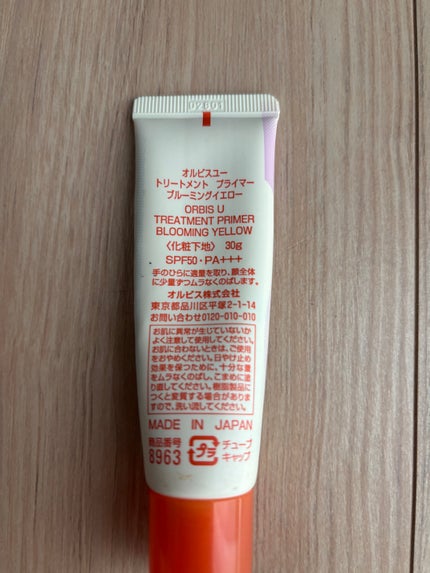 02601
オルビスユー
トリートメント プライマー
ブルーミングイエロー
ORBIS U
TREATMENT PRIMER
BLOOMING YELLOW
〈化粧下地〉 30g
SPF50・PA+++
手のひらに適量を取り、顔全体
に少量ずつムラなくのばします。
オルビス株式会社
東京都品川区平塚2-1-14
お問い合わせ0120-010-010
お肌に異常が生じていないか
よく注意して使用してください。
お肌に合わないときは、ご使用
をおやめください。日やけ止め
効果を保つために、十分な量
をムラなくのばし、こまめに塗
り直してください。樹脂製品に
つくと変質する場合がありま
すので、洗い流してください。
MADE IN JAPAN
商品番号
8963
プラ
チューブ
キャップ